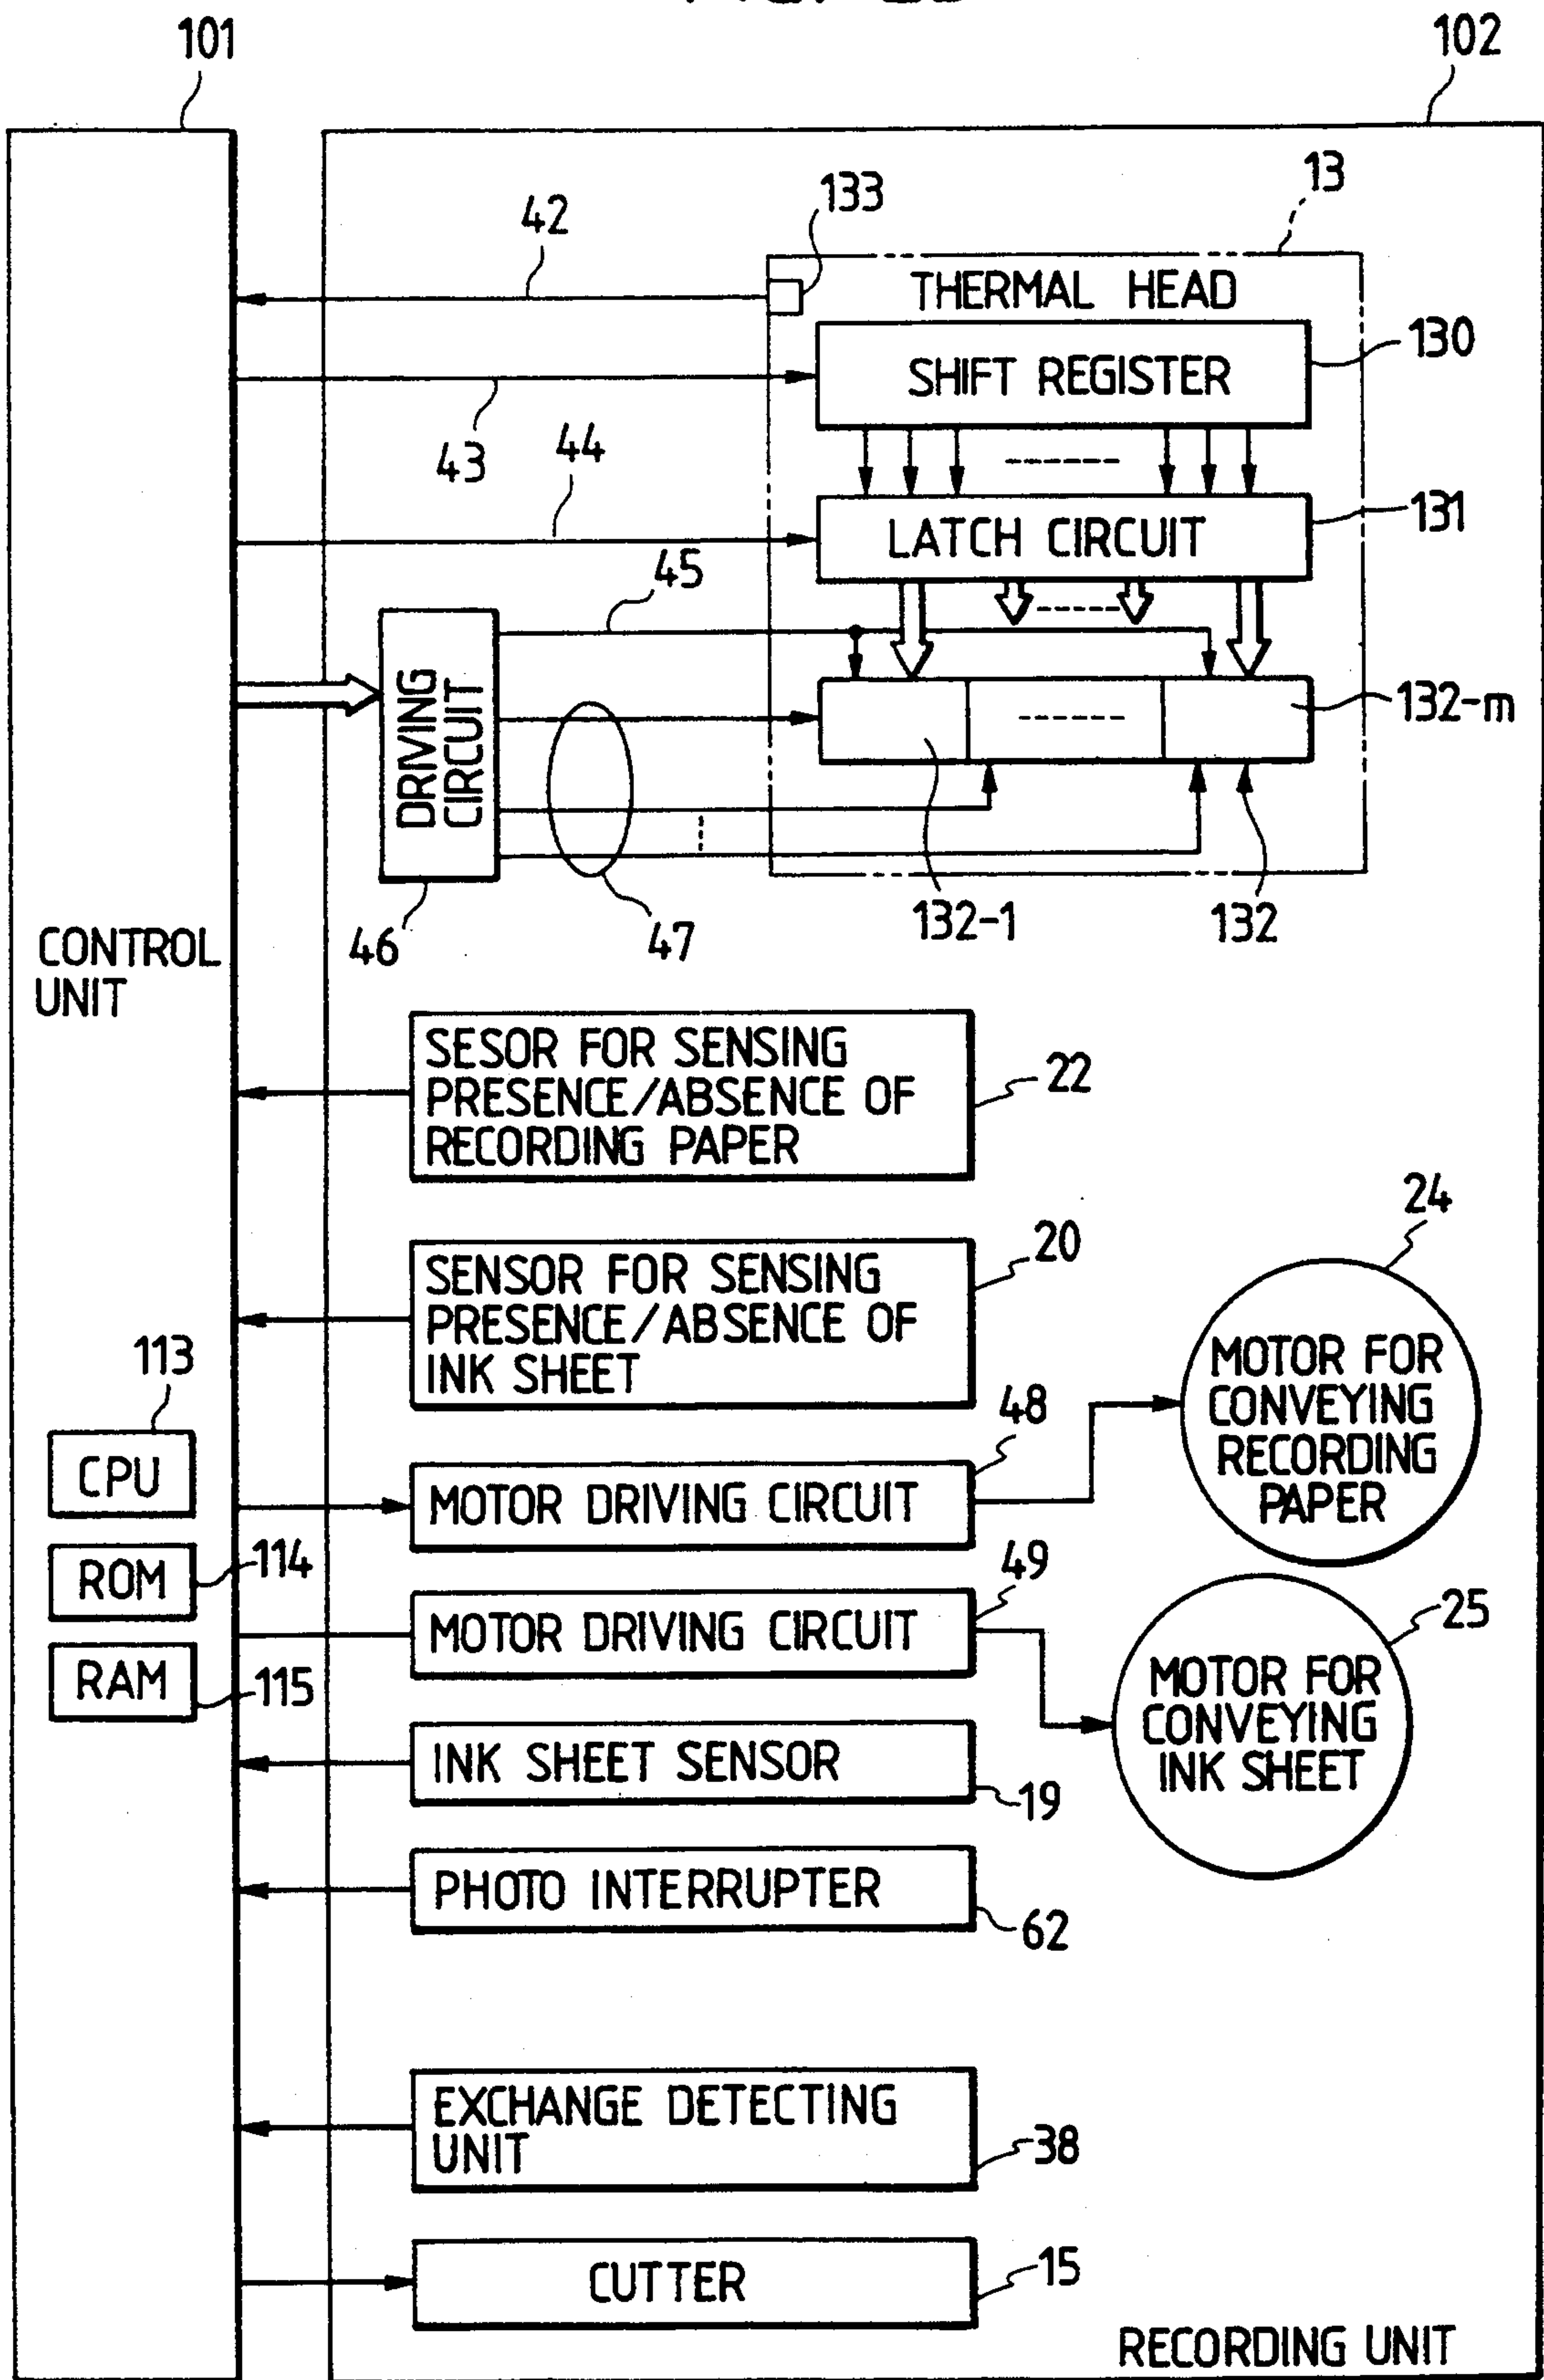 101
102
42
133
13
THERMAL HEAD
SHIFT REGISTER
130
43
44
LATCH CIRCUIT
131
45
DRIVING
CIRCUIT
132-m
46
47
132-1
132
CONTROL
UNIT
SESOR FOR SENSING
PRESENCE/ABSENCE OF
RECORDING PAPER
22
SENSOR FOR SENSING
PRESENCE/ABSENCE OF
INK SHEET
20
24
MOTOR FOR
CONVEYING
RECORDING
PAPER
113
CPU
48
MOTOR DRIVING CIRCUIT
ROM
114
49
MOTOR DRIVING CIRCUIT
25
MOTOR FOR
CONVEYING
INK SHEET
RAM
115
INK SHEET SENSOR
19
PHOTO INTERRUPTER
62
EXCHANGE DETECTING
UNIT
38
CUTTER
15
RECORDING UNIT